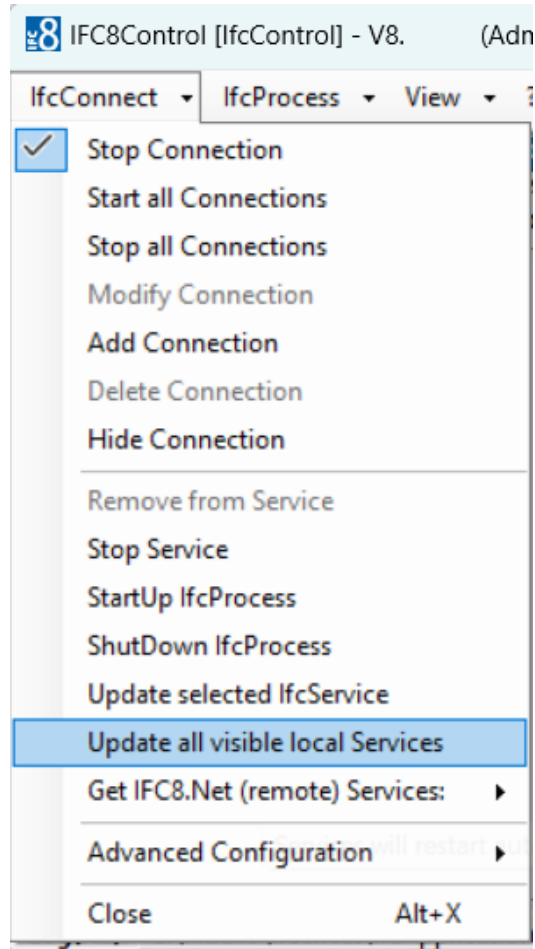 IFC8 IFC8Control [IfcControl] - V8. (Adm
IfcConnect IfcProcess View ?
Stop Connection
Start all Connections
Stop all Connections
Modify Connection
Add Connection
Delete Connection
Hide Connection
Remove from Service
Stop Service
StartUp IfcProcess
ShutDown IfcProcess
Update selected IfcService
Update all visible local Services
Get IFC8.Net (remote) Services:
Advanced Configuration
Close Alt+X